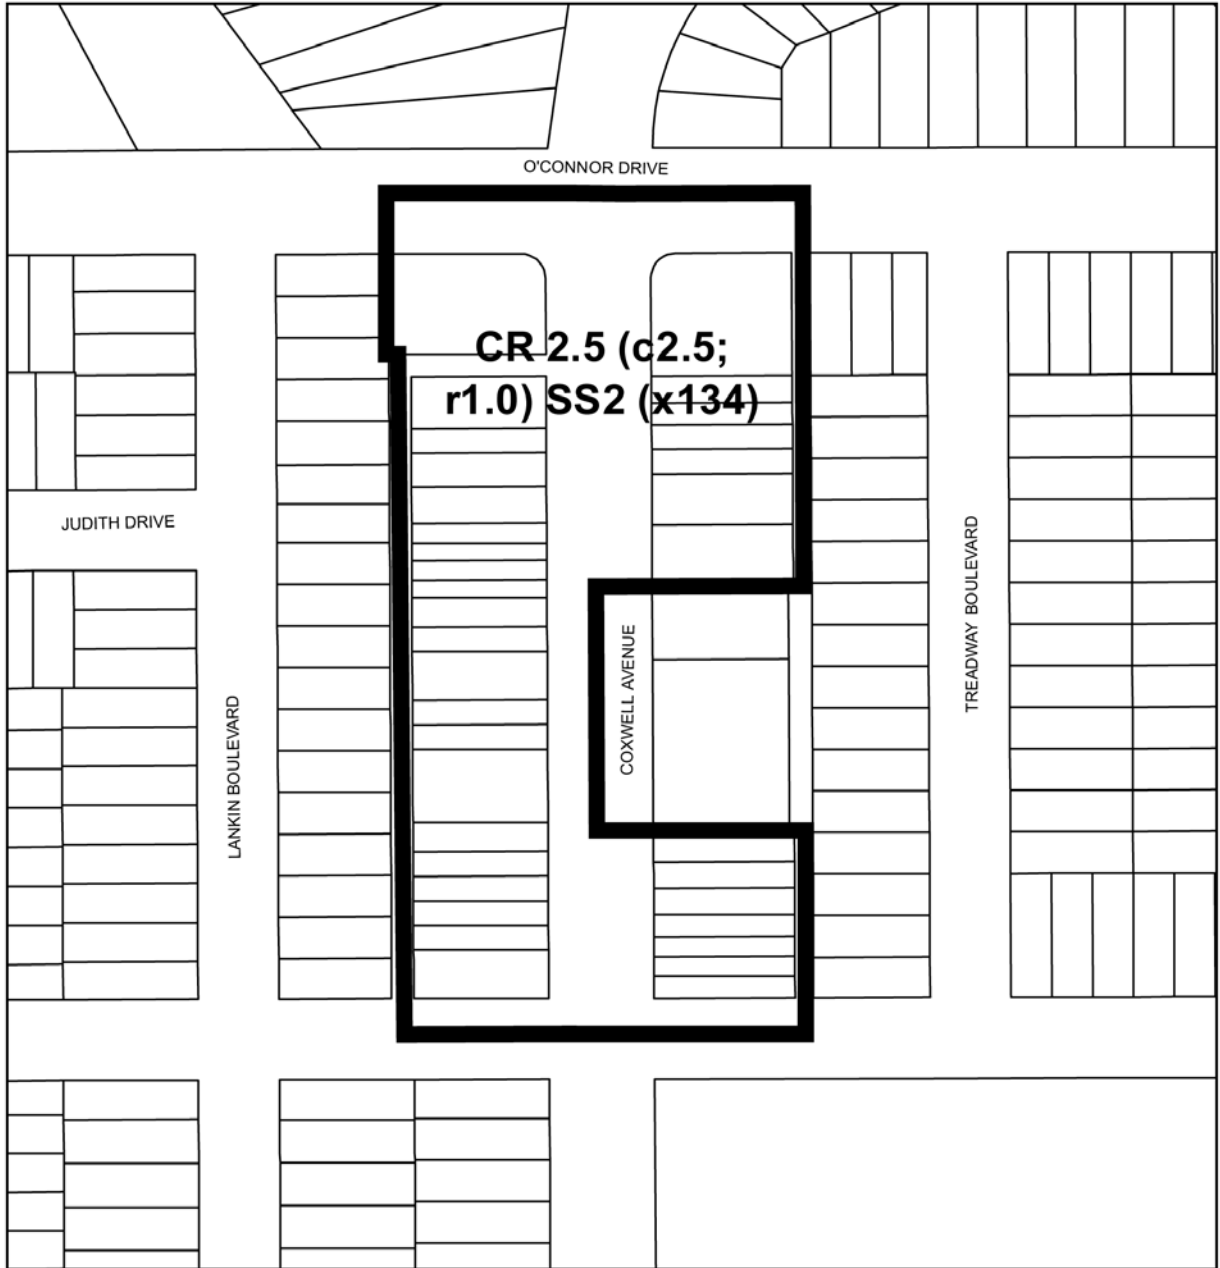 O'CONNOR DRIVE
CR 2.5 (c2.5;
r1.0) SS2 (x134)
JUDITH DRIVE
LANKIN BOULEVARD
COXWELL AVENUE
TREADWAY BOULEVARD